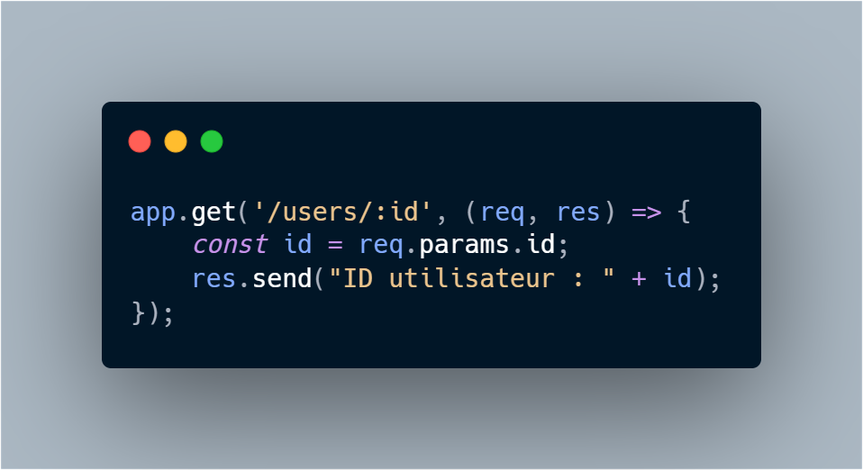 app.get('/users/:id', (req, res) => {
    const id = req.params.id;
    res.send("ID utilisateur : " + id);
});